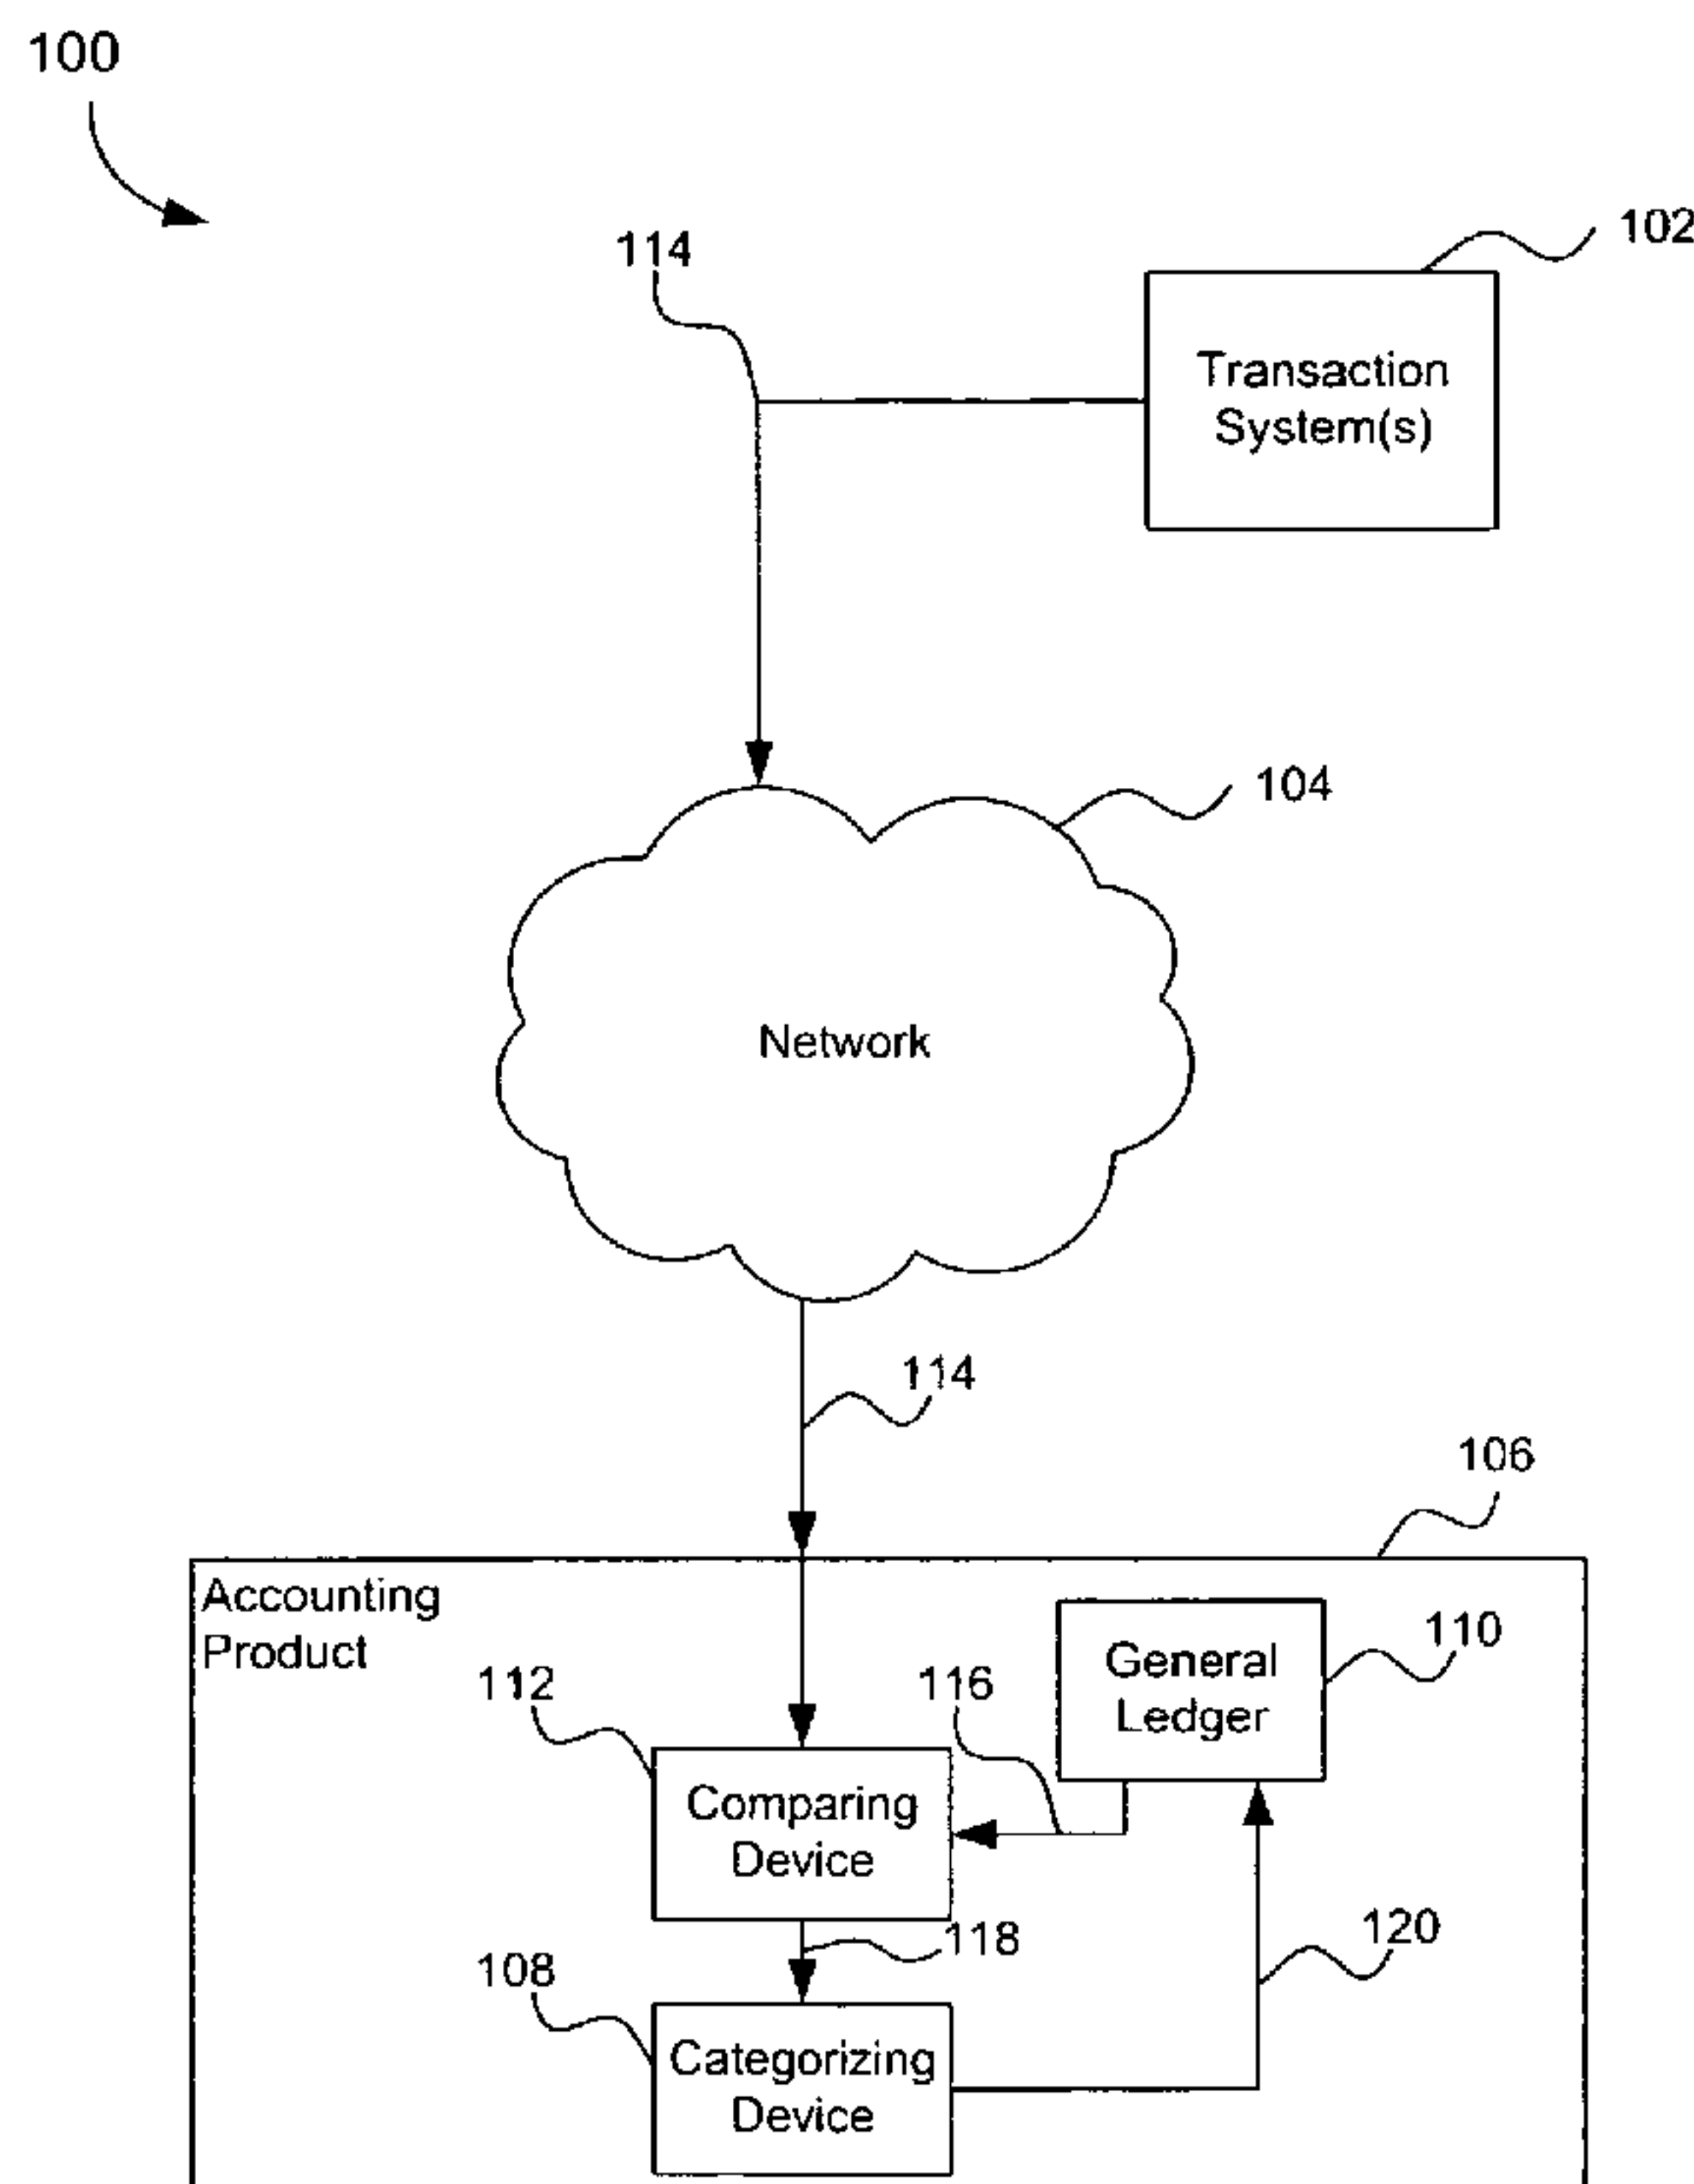 100
102
114
Transaction
System(s)
104
Network
114
106
Accounting
Product
General
Ledger
110
112
116
Comparing
Device
118
120
108
Categorizing
Device